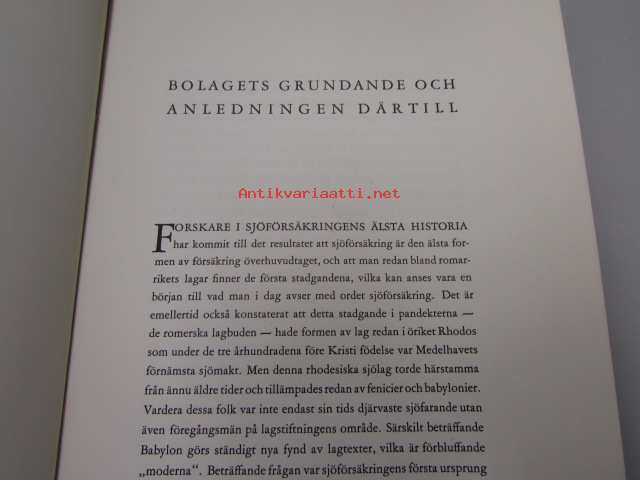 BOLAGETS GRUNDANDE OCH
ANLEDNINGEN DÄRTILL
Antikvariaatti.net
FORSKARE I SJÖFÖRSÄKRINGENS ÄLSTA HISTORIA
har kommit till det resultatet att sjöförsäkring är den älsta for-
men av försäkring överhuvudtaget, och att man redan bland romar-
rikets lagar finner de första stadgandena, vilka kan anses vara en
början till vad man i dag avser med ordet sjöförsäkring. Det är
emellertid också konstaterat att detta stadgande i pandekterna —
de romerska lagbuden — hade formen av lag redan i öriket Rhodos
som under de tre århundradena före Kristi födelse var Medelhavets
förnämsta sjömakt. Men denna rhodesiska sjölag torde härstamma
från ännu äldre tider och tillämpades redan av fenicier och babylonier.
Vardera dessa folk var inte endast sin tids djärvaste sjöfarande utan
även föregångsmän på lagstiftningens område. Särskilt beträffande
Babylon görs ständigt nya fynd av lagtexter, vilka är förbluffande
„moderna“. Beträffande frågan var sjöförsäkringens första ursprung